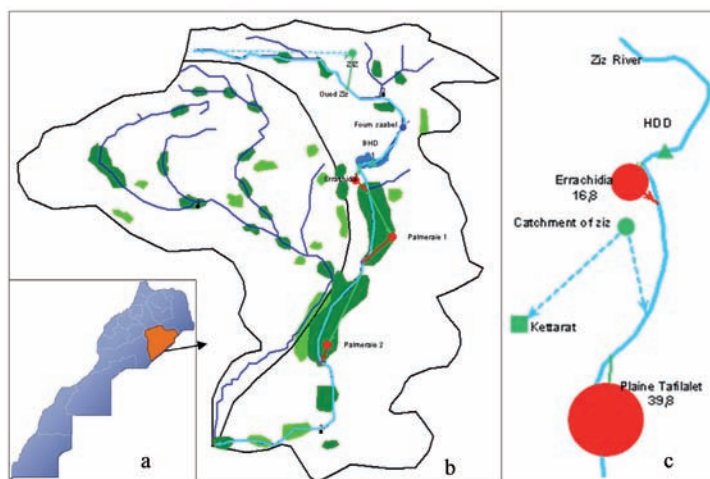 ZIZ
Oued Ziz
Foum zaabel
BHD
Errachidia
Palmeraie 1
Palmeraie 2
a
b
Ziz River
HDD
Errachidia
16,8
Catchment of ziz
Kettarat
Plaine Tafilalet
39,8
c